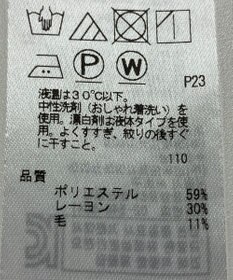 P W
P23
液温は30℃以下。
中性洗剤(おしゃれ着洗い)を
使用。漂白剤は液体タイプを使
用。よくすすぎ、絞りの後すぐ
に干すこと。
110
品質
ポリエステル 59%
レーヨン 30%
毛 11%